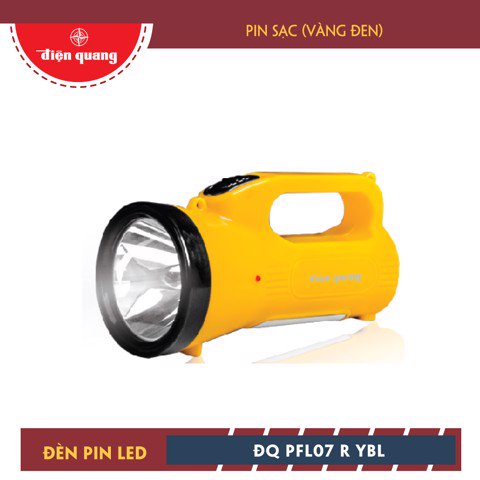 điện quang
PIN SẠC (VÀNG ĐEN)
điện quang
ĐÈN PIN LED
ĐQ PFL07 R YBL